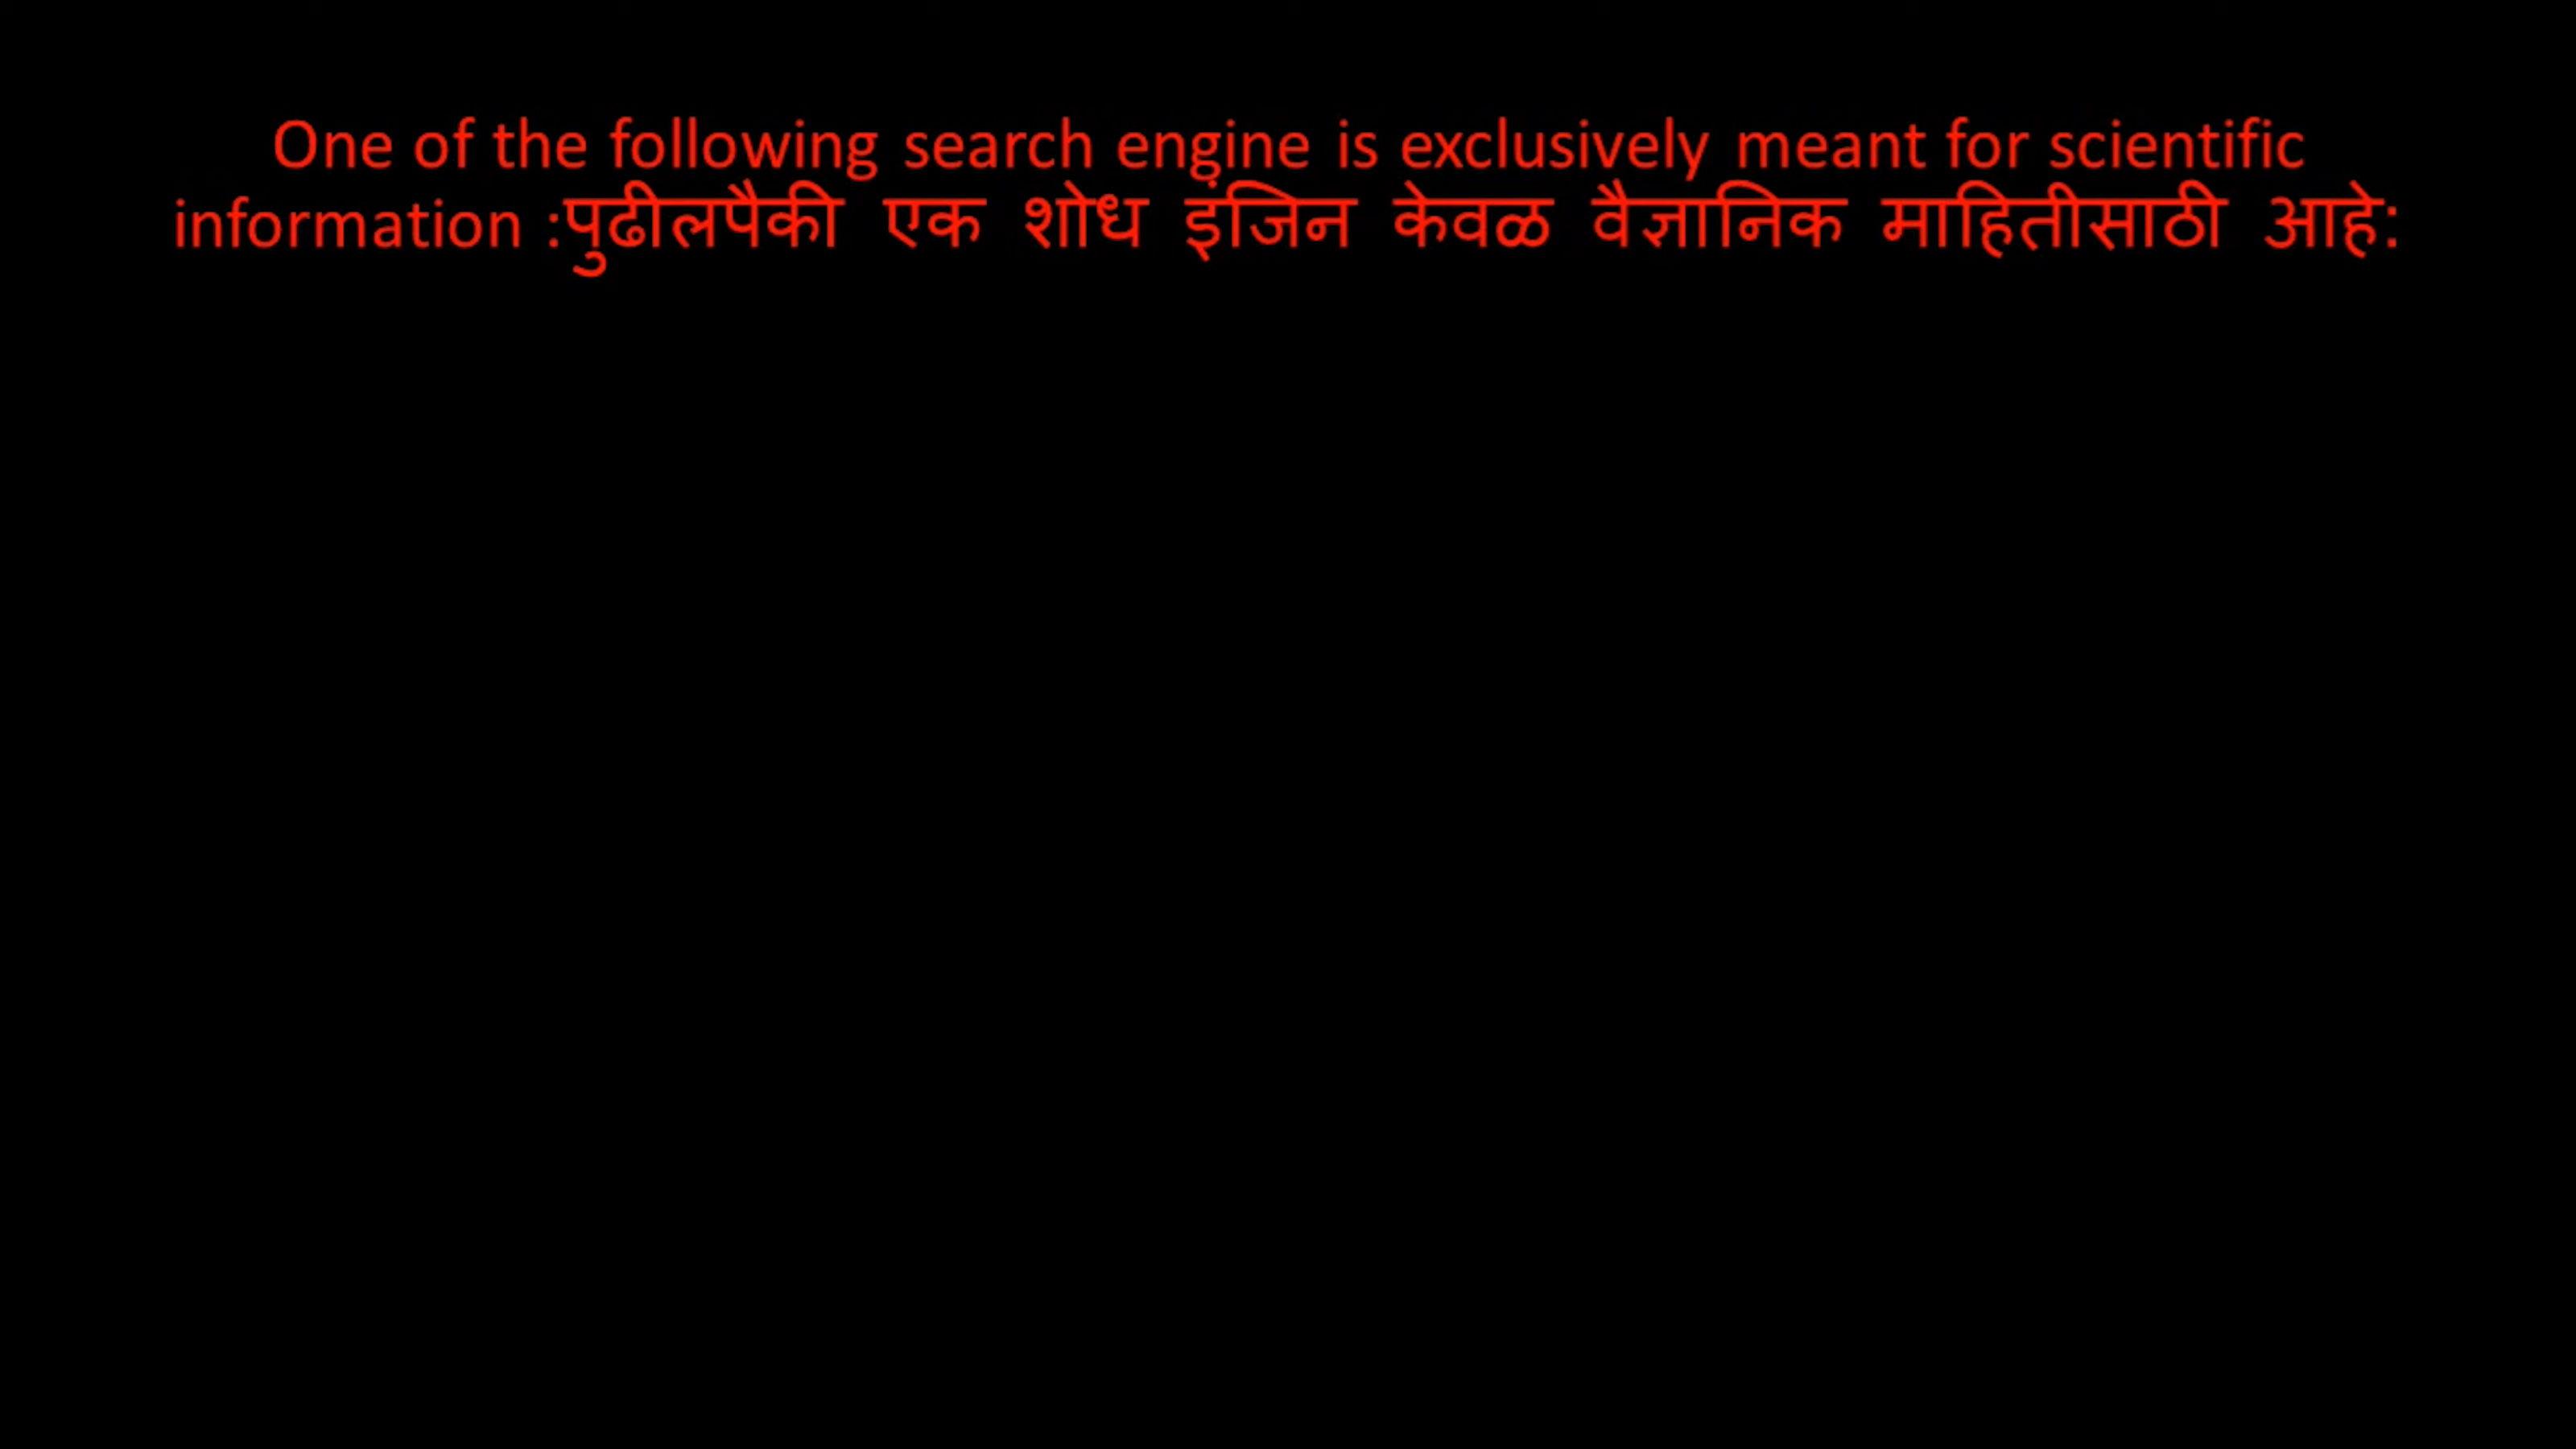 One of the following search engine is exclusively meant for scientific
information :पुढीलपैकी एक शोध इंजिन केवळ वैज्ञानिक माहितीसाठी आहे: